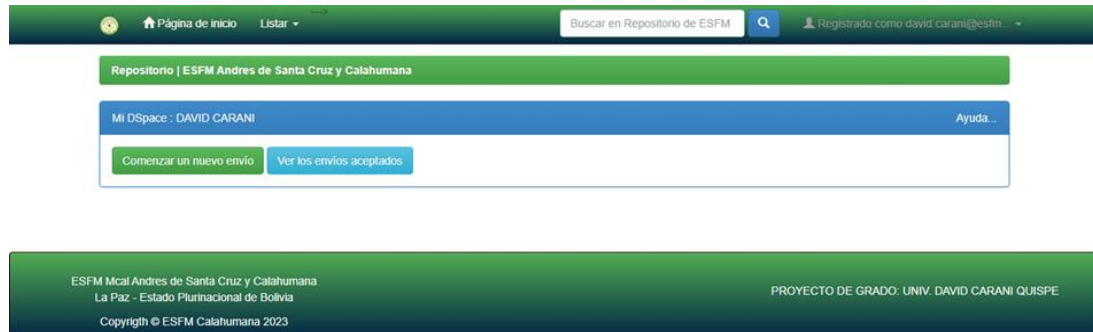 Página de inicio Listar --->
Buscar en Repositorio de ESFM
Registrado como david.carani@esfm...
Repositorio | ESFM Andres de Santa Cruz y Calahumana
Mi DSpace : DAVID CARANI Ayuda...
Comenzar un nuevo envío Ver los envíos aceptados
ESFM Mcal Andres de Santa Cruz y Calahumana
La Paz - Estado Plurinacional de Bolivia
PROYECTO DE GRADO: UNIV. DAVID CARANI QUISPE
Copyrigth © ESFM Calahumana 2023